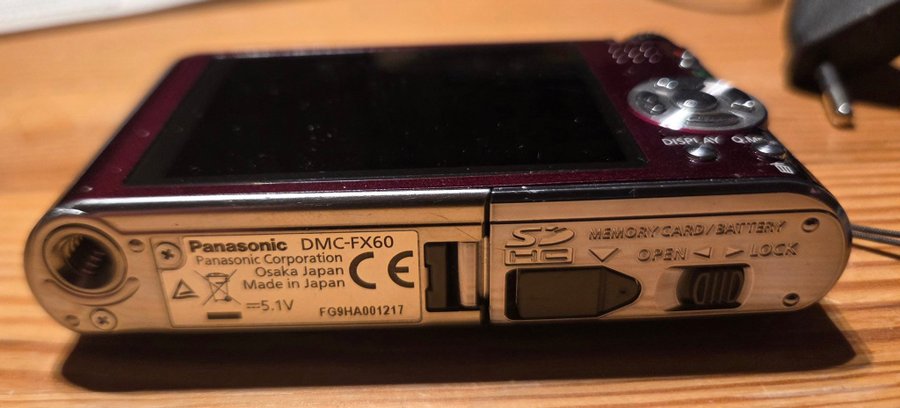 DISPLAY Q.M
Panasonic DMC-FX60
Panasonic Corporation
Osaka Japan
Made in Japan
CE
⎓5.1V
FG9HA001217
SD
HC
MEMORY CARD/BATTERY
OPEN ◄ ► LOCK